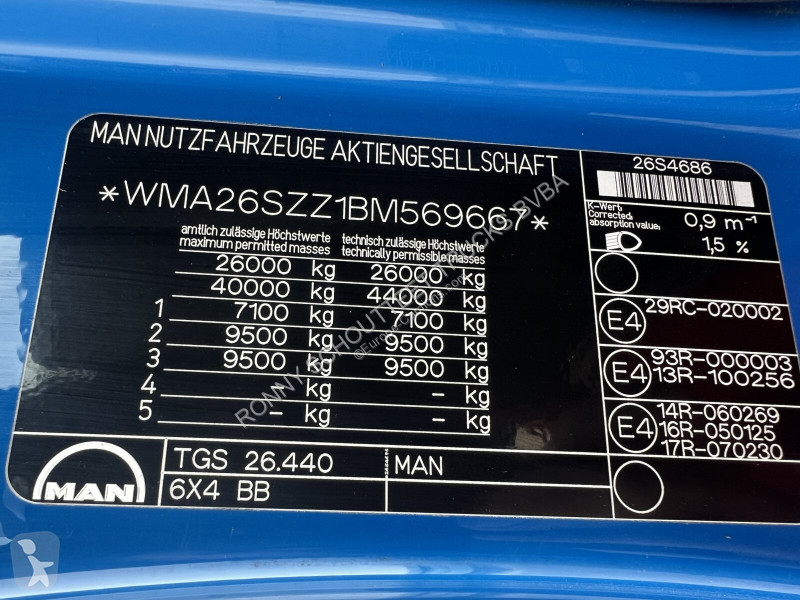 MAN NUTZFAHRZEUGE AKTIENGESELLSCHAFT
*WMA26SZZ1BM569667*
amtlich zulässige Höchstwerte technisch zulässige Höchstwerte
maximum permitted masses technically permissible masses
26000 kg 26000 kg
40000 kg 44000 kg
1 7100 kg 7100 kg
2 9500 kg 9500 kg
3 9500 kg 9500 kg
4 - kg - kg
5 - kg - kg
MAN
TGS 26.440 MAN
6X4 BB
26S4686
K-Wert:
Corrected absorption value: 0,9 m⁻¹
1,5 %
E4 29RC-020002
E4 93R-000003
13R-100256
E4 14R-060269
16R-050125
17R-070230